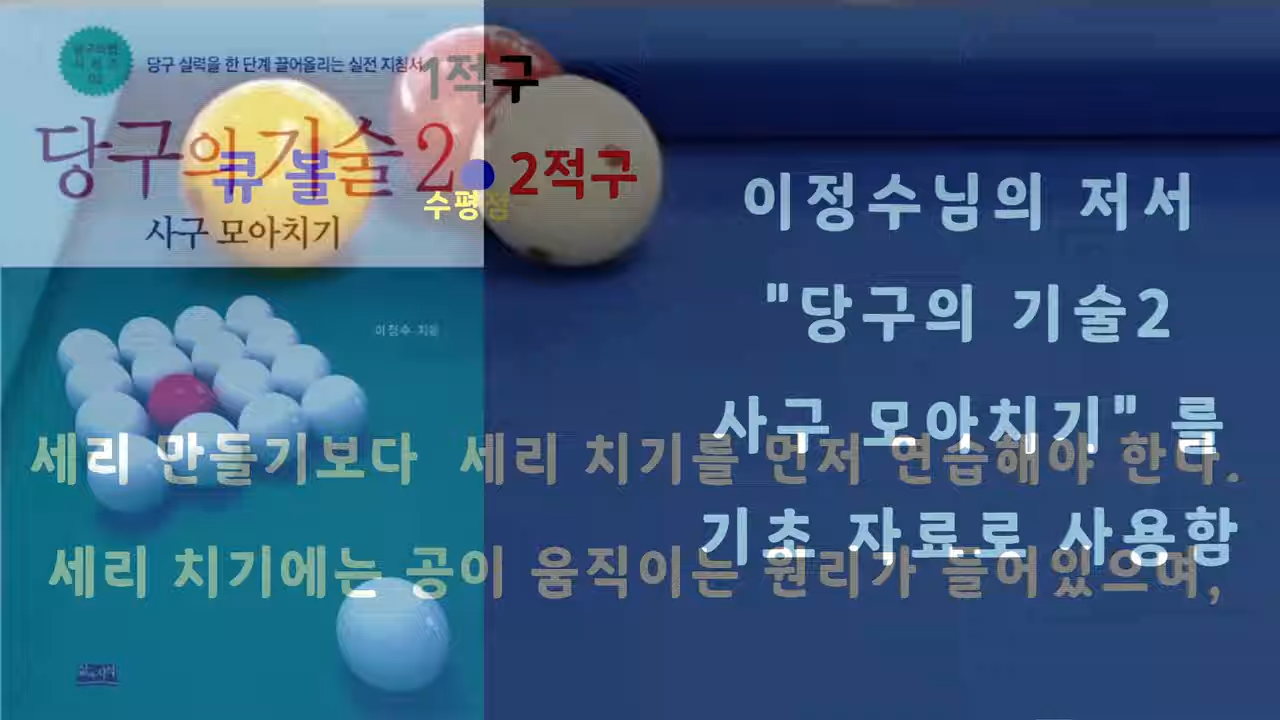 당구 실력을 한 단계 끌어올리는 실전 지침서
1적구
당구의 기술 2
큐 볼
2적구
수평선
사구 모아치기
이정수 지음
이정수님의 저서
"당구의 기술2
사구 모아치기" 를
기초 자료로 사용함
세리 만들기보다 세리 치기를 먼저 연습해야 한다.
세리 치기에는 공이 움직이는 원리가 들어있으며,